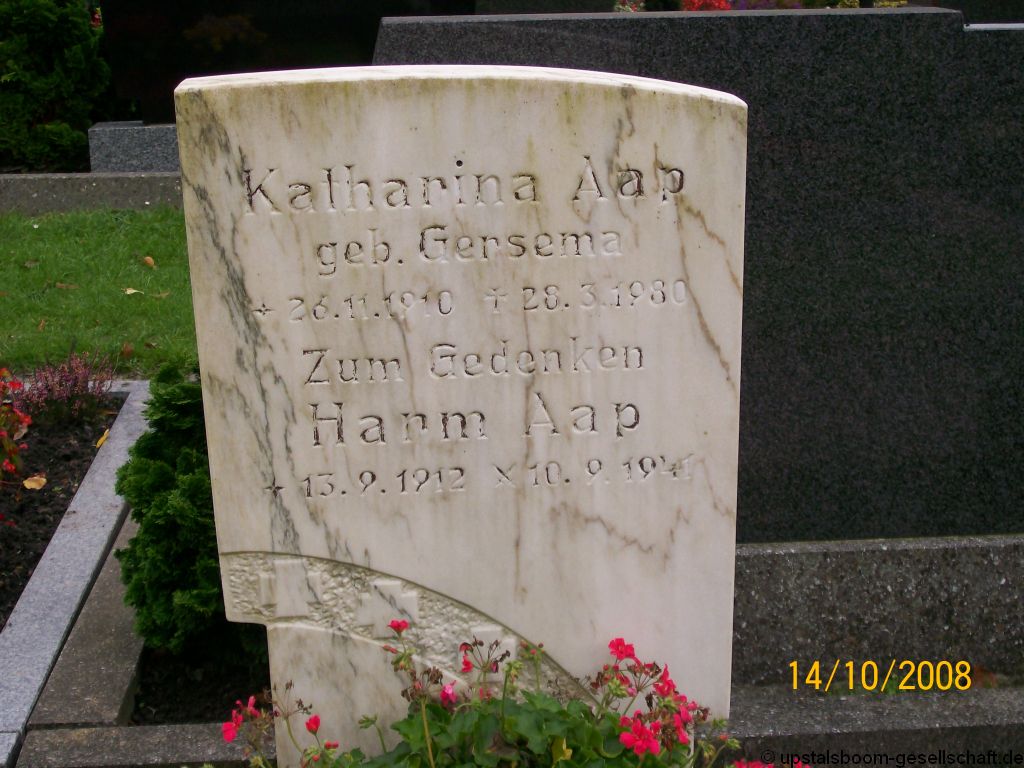 Katharina Aap
geb. Gersema
* 26.11.1910 ✝ 28.3.1980
Zum Gedenken
Harm Aap
* 13.9.1912 × 10.9.1941
14/10/2008
© upstalsboom-gesellschaft.de